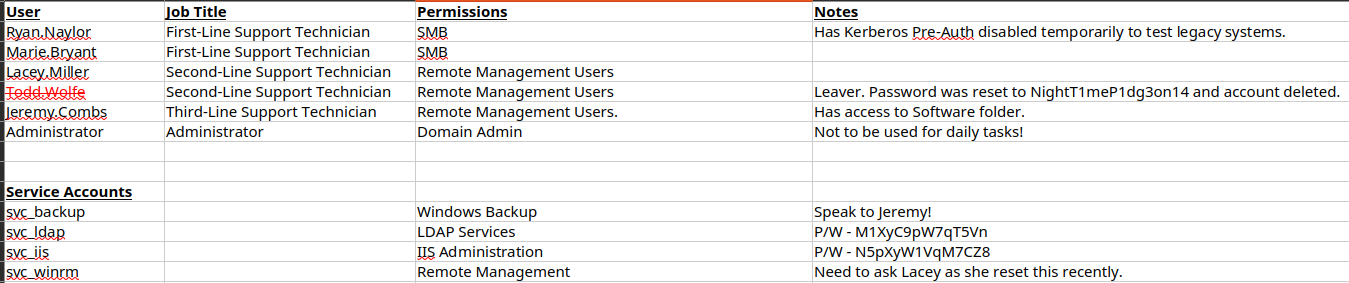 User Job Title Permissions Notes
Ryan.Naylor First-Line Support Technician SMB Has Kerberos Pre-Auth disabled temporarily to test legacy systems.
Marie.Bryant First-Line Support Technician SMB
Lacey.Miller Second-Line Support Technician Remote Management Users
Todd.Wolfe Second-Line Support Technician Remote Management Users Leaver. Password was reset to NightT1meP1dg3on14 and account deleted.
Jeremy.Combs Third-Line Support Technician Remote Management Users. Has access to Software folder.
Administrator Administrator Domain Admin Not to be used for daily tasks!
Service Accounts
svc_backup Windows Backup Speak to Jeremy!
svc_ldap LDAP Services P/W - M1XyC9pW7qT5Vn
svc_iis IIS Administration P/W - N5pXyW1VqM7CZ8
svc_winrm Remote Management Need to ask Lacey as she reset this recently.